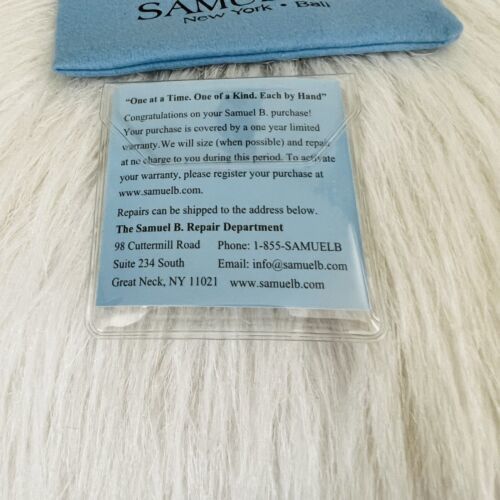 SAMUEL
New York • Bali
"One at a Time. One of a Kind. Each by Hand"
Congratulations on your Samuel B. purchase!
Your purchase is covered by a one year limited
warranty.We will size (when possible) and repair
at no charge to you during this period. To activate
your warranty, please register your purchase at
www.samuelb.com.
Repairs can be shipped to the address below.
The Samuel B. Repair Department
98 Cuttermill Road Phone: 1-855-SAMUELB
Suite 234 South Email: info@samuelb.com
Great Neck, NY 11021 www.samuelb.com